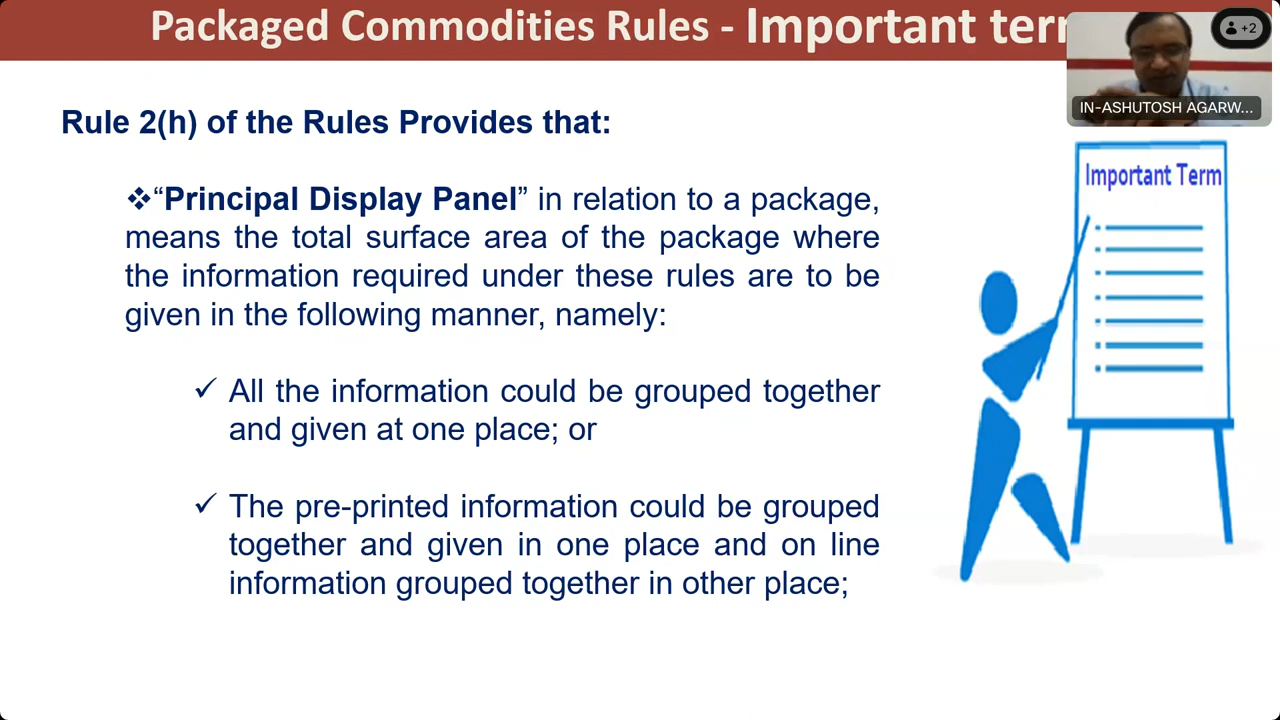 Packaged Commodities Rules - Important
+2
IN-ASHUTOSH AGARW...
Rule 2(h) of the Rules Provides that:
❖“Principal Display Panel” in relation to a package,
means the total surface area of the package where
the information required under these rules are to be
given in the following manner, namely:
✓ All the information could be grouped together
and given at one place; or
✓ The pre-printed information could be grouped
together and given in one place and on line
information grouped together in other place;
Important Term